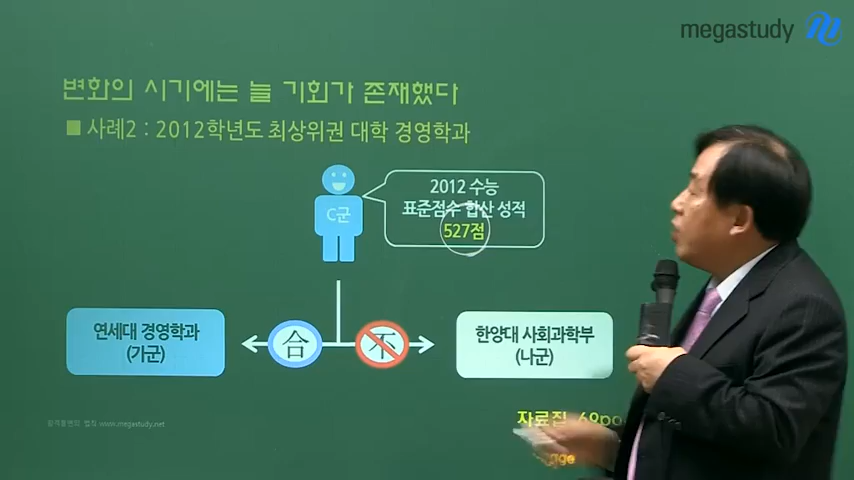 megastudy
변화의 시기에는 늘 기회가 존재했다
■ 사례2 : 2012학년도 최상위권 대학 경영학과
C군
2012 수능
표준점수 합산 성적
527점
연세대 경영학과
(가군)
合
不
한양대 사회과학부
(나군)
자료집
www.megastudy.net